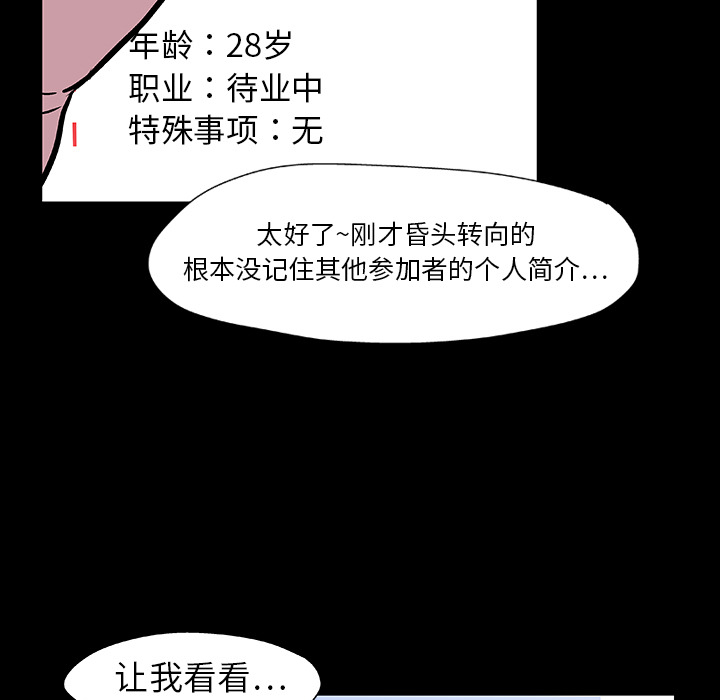 年龄：28岁
职业：待业中
特殊事项：无
太好了~刚才昏头转向的
根本没记住其他参加者的个人简介...
让我看看...